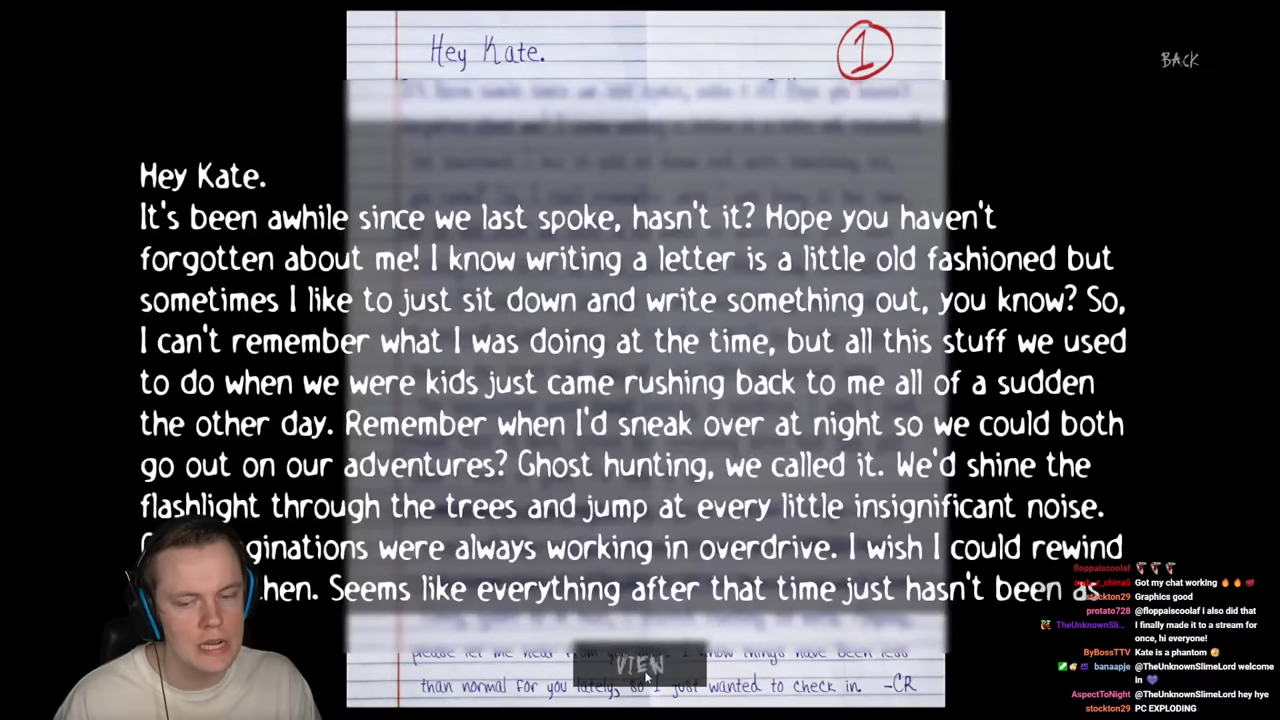 Hey Kate.
1
BACK
Hey Kate.
It's been awhile since we last spoke, hasn't it? Hope you haven't
forgotten about me! I know writing a letter is a little old fashioned but
sometimes I like to just sit down and write something out, you know? So,
I can't remember what I was doing at the time, but all this stuff we used
to do when we were kids just came rushing back to me all of a sudden
the other day. Remember when I'd sneak over at night so we could both
go out on our adventures? Ghost hunting, we called it. We'd shine the
flashlight through the trees and jump at every little insignificant noise.
ginations were always working in overdrive. I wish I could rewind
hen. Seems like everything after that time just hasn't been as
please let me hear from I know things have been less
VIEW
than normal for you lately, so I just wanted to check in. -CR
floppaiscoolaf
Got my chat working
stockton29 Graphics good
protato728 @floppaiscoolaf i also did that
TheUnknownSli... I finally made it to a stream for
once, hi everyone!
ByBossTTV Kate is a phantom
banaapje @TheUnknownSlimeLord welcome
in
AspectToNight @TheUnknownSlimeLord hey hye
stockton29 PC EXPLODING